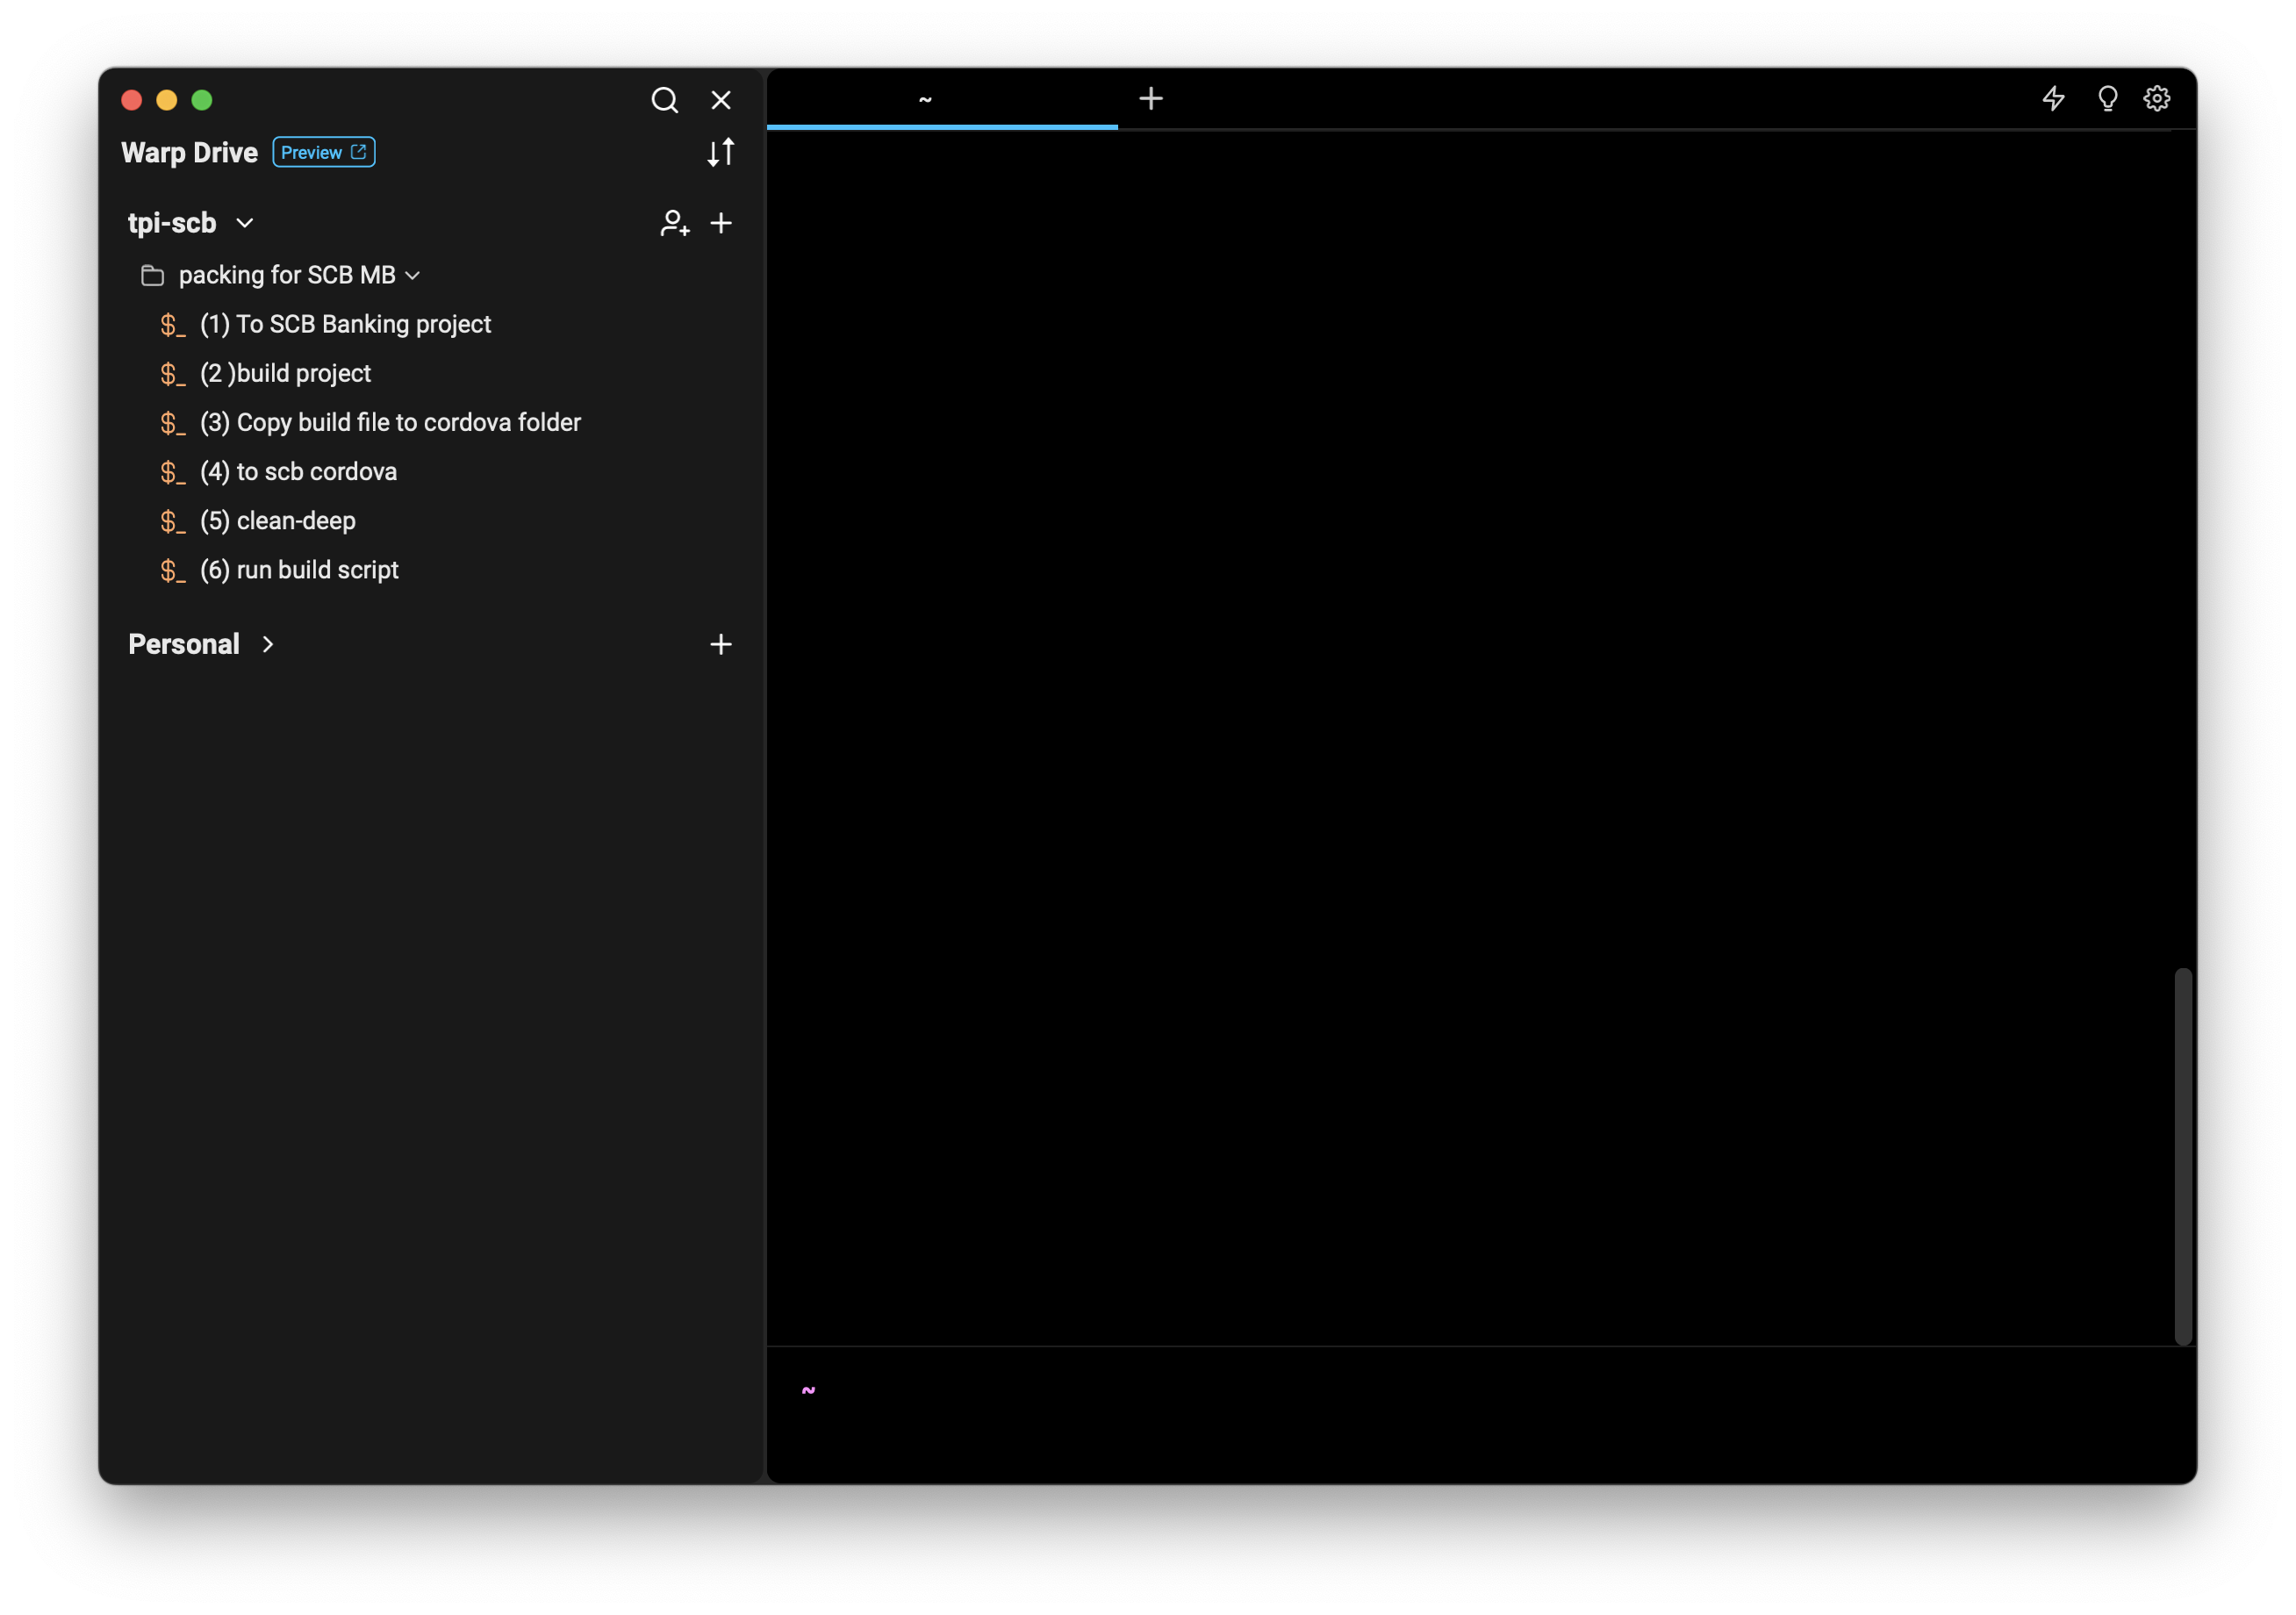 Warp Drive Preview
tpi-scb
packing for SCB MB
$_ (1) To SCB Banking project
$_ (2 )build project
$_ (3) Copy build file to cordova folder
$_ (4) to scb cordova
$_ (5) clean-deep
$_ (6) run build script
Personal
~
~